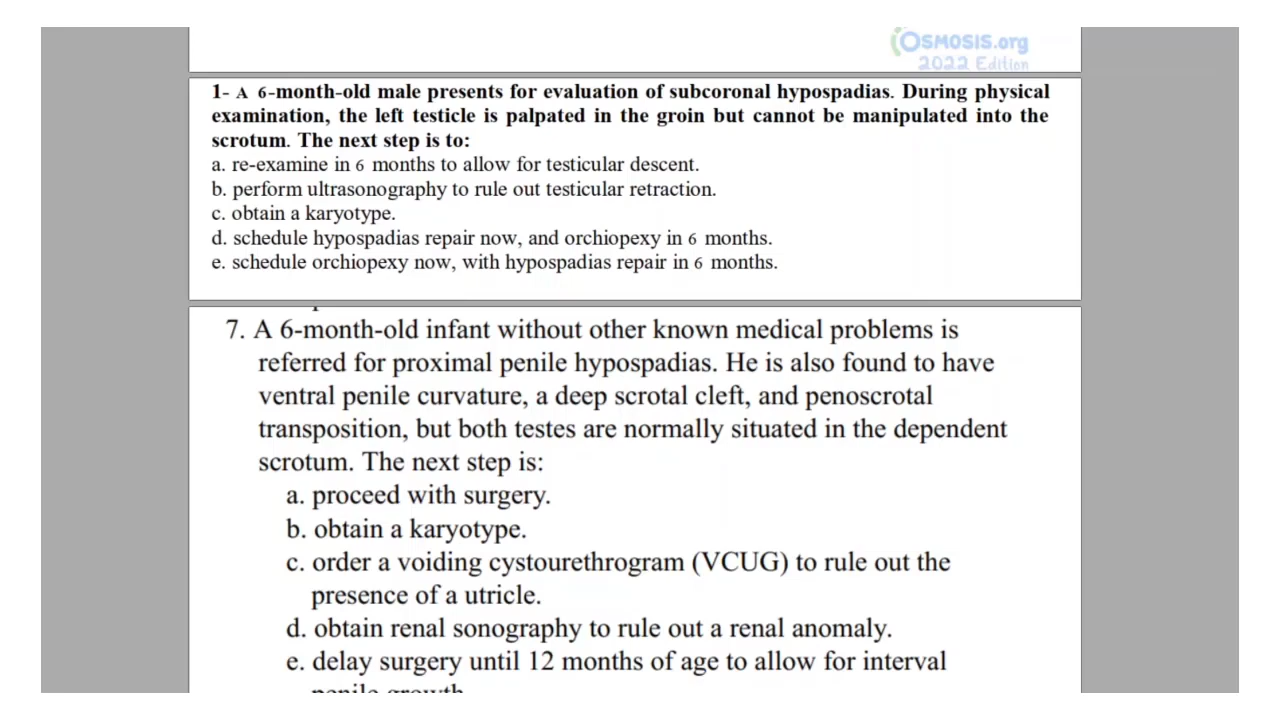 OSMOSIS.org
2022 Edition
1- A 6-month-old male presents for evaluation of subcoronal hypospadias. During physical
examination, the left testicle is palpated in the groin but cannot be manipulated into the
scrotum. The next step is to:
a. re-examine in 6 months to allow for testicular descent.
b. perform ultrasonography to rule out testicular retraction.
c. obtain a karyotype.
d. schedule hypospadias repair now, and orchiopexy in 6 months.
e. schedule orchiopexy now, with hypospadias repair in 6 months.
7. A 6-month-old infant without other known medical problems is
referred for proximal penile hypospadias. He is also found to have
ventral penile curvature, a deep scrotal cleft, and penoscrotal
transposition, but both testes are normally situated in the dependent
scrotum. The next step is:
a. proceed with surgery.
b. obtain a karyotype.
c. order a voiding cystourethrogram (VCUG) to rule out the
presence of a utricle.
d. obtain renal sonography to rule out a renal anomaly.
e. delay surgery until 12 months of age to allow for interval
penile growth